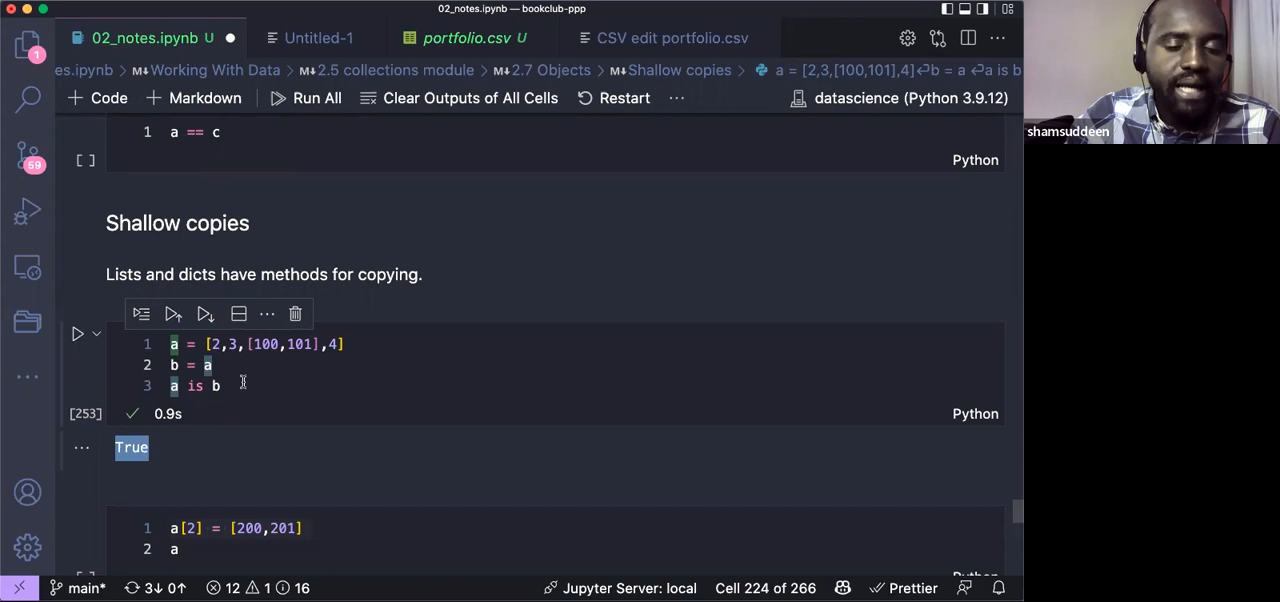 02_notes.ipynb — bookclub-ppp
02_notes.ipynb U
Untitled-1
portfolio.csv U
CSV edit portfolio.csv
es.ipynb > M↓Working With Data > M↓2.5 collections module > M↓2.7 Objects > M↓Shallow copies > a = [2,3,[100,101],4]↵b = a↵a is b
+ Code + Markdown Run All Clear Outputs of All Cells Restart ··· datascience (Python 3.9.12)
shamsuddeen
1
59
1 a == c
[ ]
Python
Shallow copies
Lists and dicts have methods for copying.
1 a = [2,3,[100,101],4]
2 b = a
3 a is b
[253] 0.9s Python
True
1 a[2] = [200,201]
2 a
Python
main* 3↓ 0↑ 12 1 16 Jupyter Server: local Cell 224 of 266 Prettier